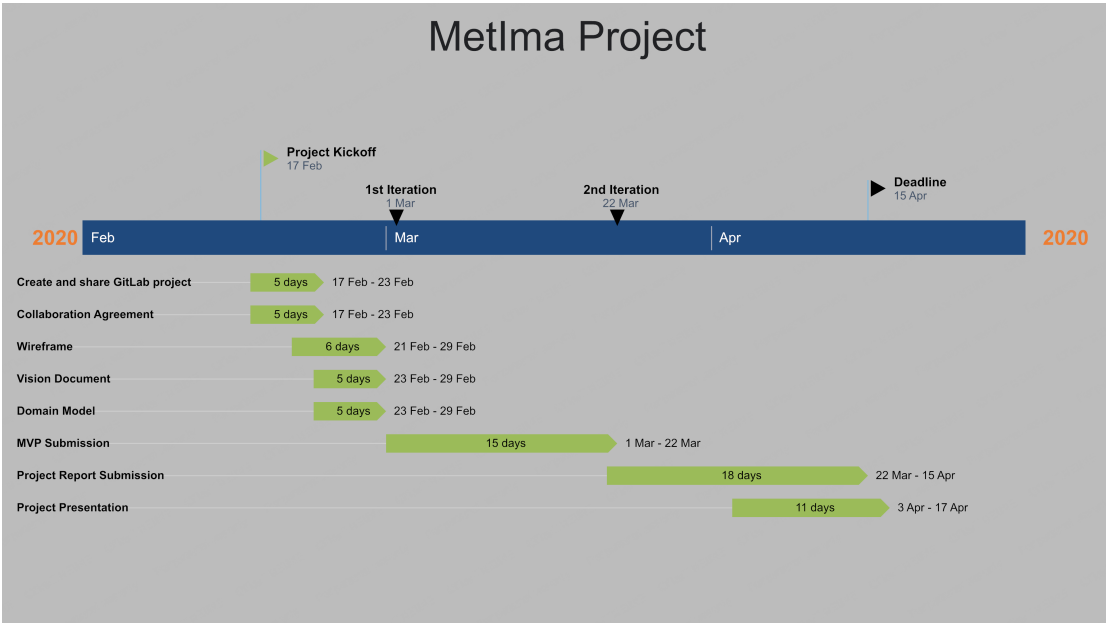 MetIma Project
Project Kickoff
17 Feb
Deadline
15 Apr
1st Iteration
1 Mar
2nd Iteration
22 Mar
2020 Feb Mar Apr 2020
Create and share GitLab project 5 days 17 Feb - 23 Feb
Collaboration Agreement 5 days 17 Feb - 23 Feb
Wireframe 6 days 21 Feb - 29 Feb
Vision Document 5 days 23 Feb - 29 Feb
Domain Model 5 days 23 Feb - 29 Feb
MVP Submission 15 days 1 Mar - 22 Mar
Project Report Submission 18 days 22 Mar - 15 Apr
Project Presentation 11 days 3 Apr - 17 Apr